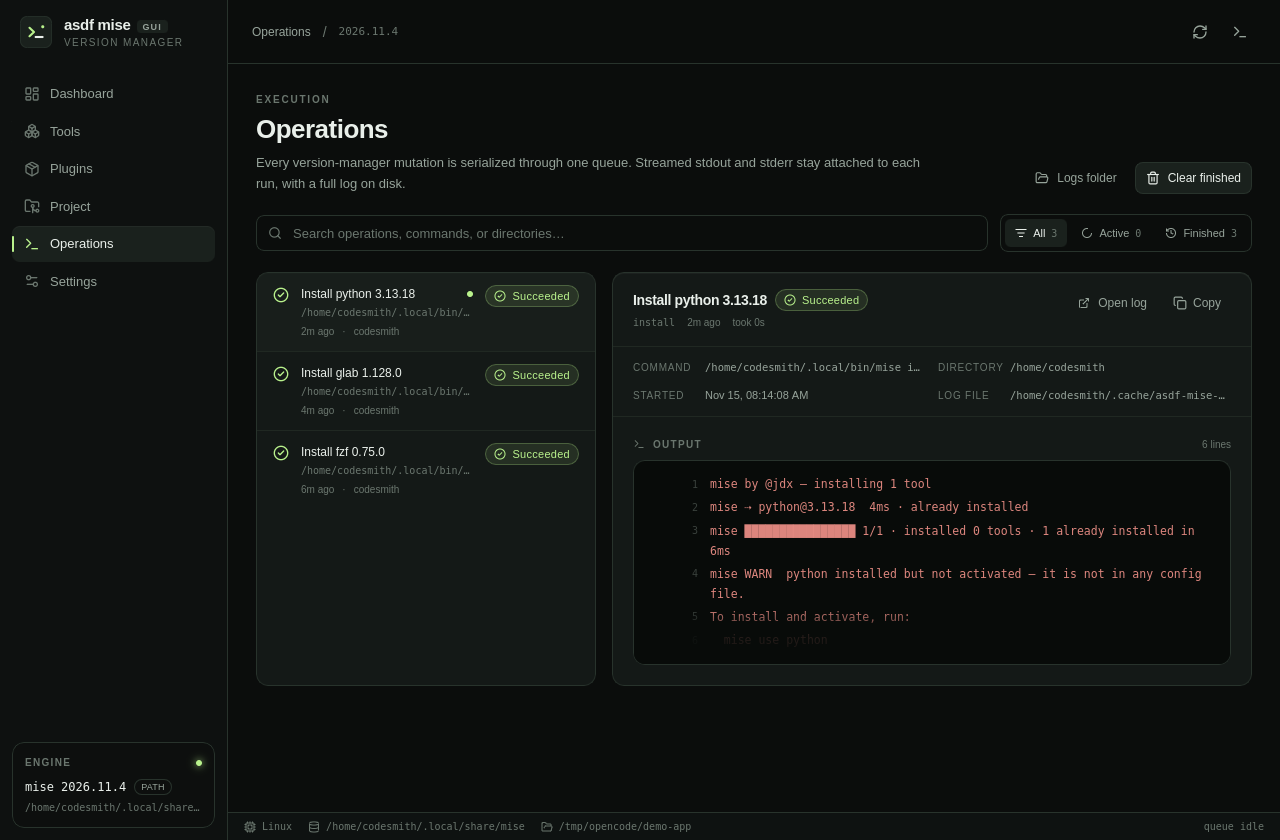 asdf mise GUI
VERSION MANAGER
Dashboard
Tools
Plugins
Project
Operations
Settings
ENGINE
mise 2026.11.4 PATH
/home/codesmith/.local/share…
Operations / 2026.11.4
EXECUTION
Operations
Every version-manager mutation is serialized through one queue. Streamed stdout and stderr stay attached to each
run, with a full log on disk.
Logs folder
Clear finished
Search operations, commands, or directories…
All 3
Active 0
Finished 3
Install python 3.13.18
Succeeded
/home/codesmith/.local/bin/…
2m ago · codesmith
Install glab 1.128.0
Succeeded
/home/codesmith/.local/bin/…
4m ago · codesmith
Install fzf 0.75.0
Succeeded
/home/codesmith/.local/bin/…
6m ago · codesmith
Install python 3.13.18 Succeeded
install 2m ago took 0s
Open log
Copy
COMMAND /home/codesmith/.local/bin/mise i…
DIRECTORY /home/codesmith
STARTED Nov 15, 08:14:08 AM
LOG FILE /home/codesmith/.cache/asdf-mise-…
OUTPUT
6 lines
1 mise by @jdx — installing 1 tool
2 mise → python@3.13.18  4ms · already installed
3 mise ████████████████ 1/1 · installed 0 tools · 1 already installed in
6ms
4 mise WARN  python installed but not activated — it is not in any config
file.
5 To install and activate, run:
6   mise use python
Linux
/home/codesmith/.local/share/mise
/tmp/opencode/demo-app
queue idle